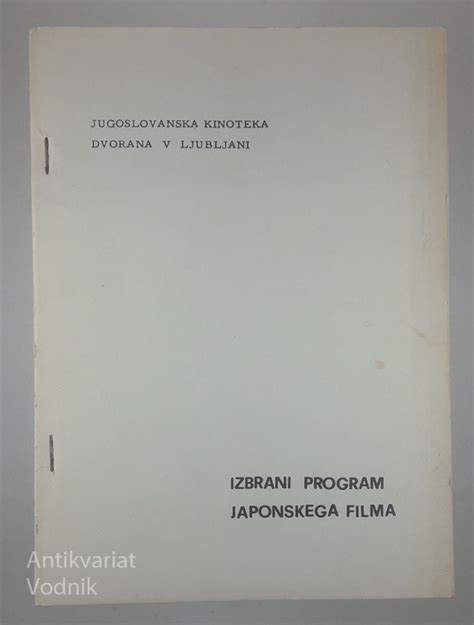 JUGOSLOVANSKA KINOTEKA
DVORANA V LJUBLJANI
IZBRANI PROGRAM
JAPONSKEGA FILMA
Antikvariat
Vodnik